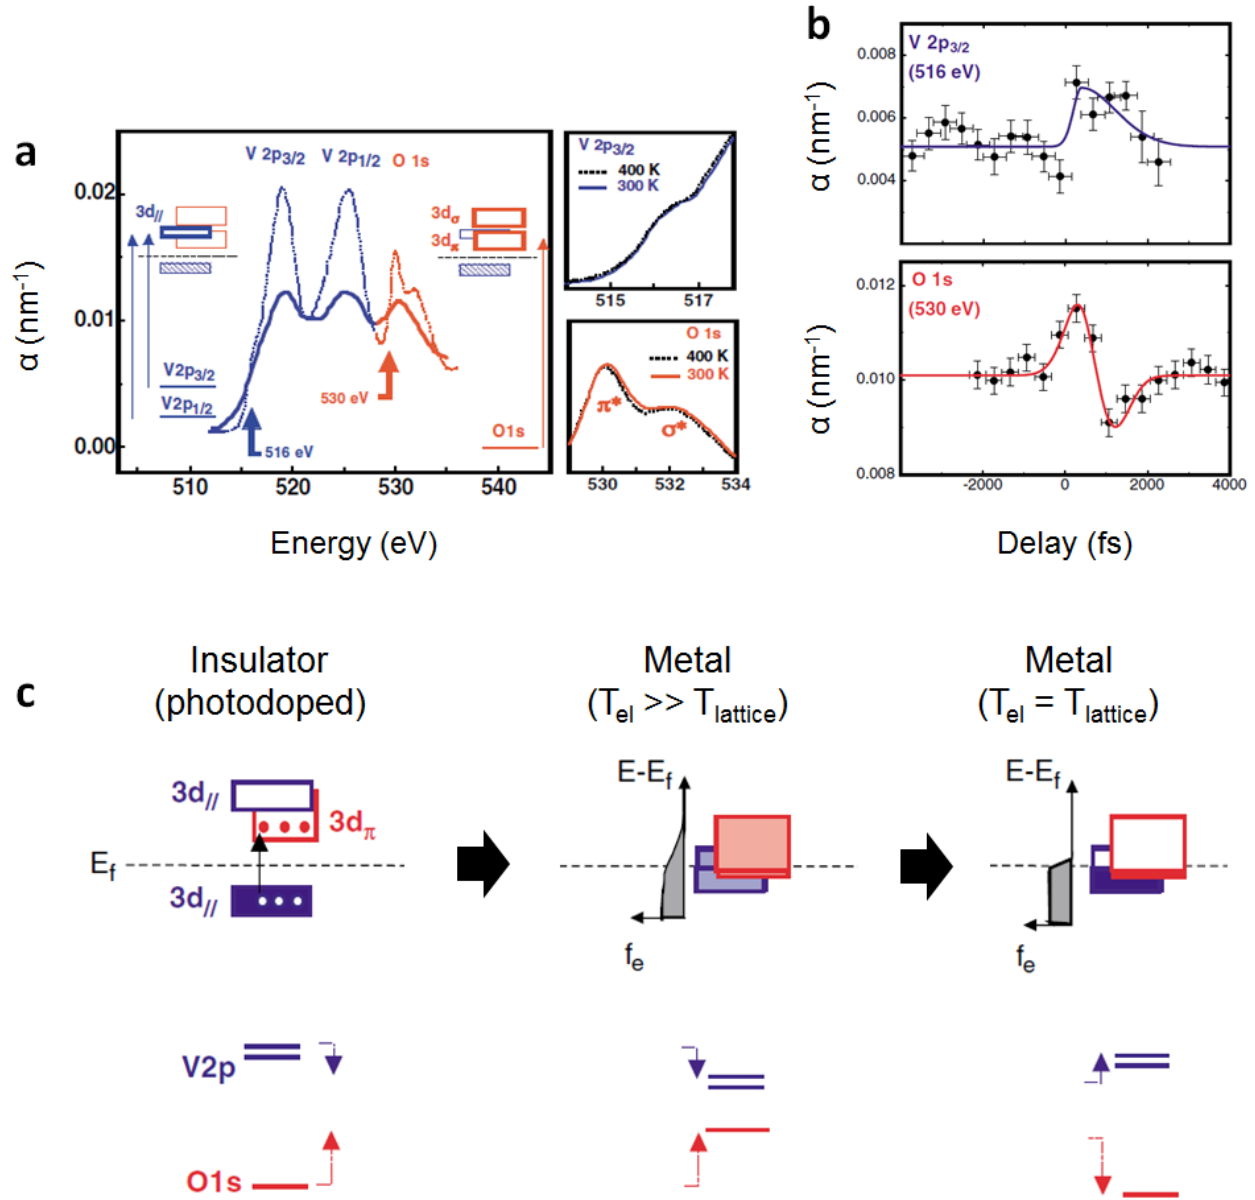 a
α (nm⁻¹)
0.02
0.01
0.00
V 2p3/2
V 2p1/2
O 1s
3d//
3dσ
3dπ
V2p3/2
V2p1/2
516 eV
530 eV
O1s
510
520
530
540
Energy (eV)
V 2p3/2
400 K
300 K
515
517
O 1s
400 K
300 K
π*
σ*
530
532
534
b
V 2p3/2
(516 eV)
α (nm⁻¹)
0.008
0.006
0.004
O 1s
(530 eV)
α (nm⁻¹)
0.012
0.010
0.008
-2000
0
2000
4000
Delay (fs)
c
Insulator
(photodoped)
Metal
(Tel >> Tlattice)
Metal
(Tel = Tlattice)
3d//
3dπ
Ef
3d//
E-Ef
fe
E-Ef
fe
V2p
O1s